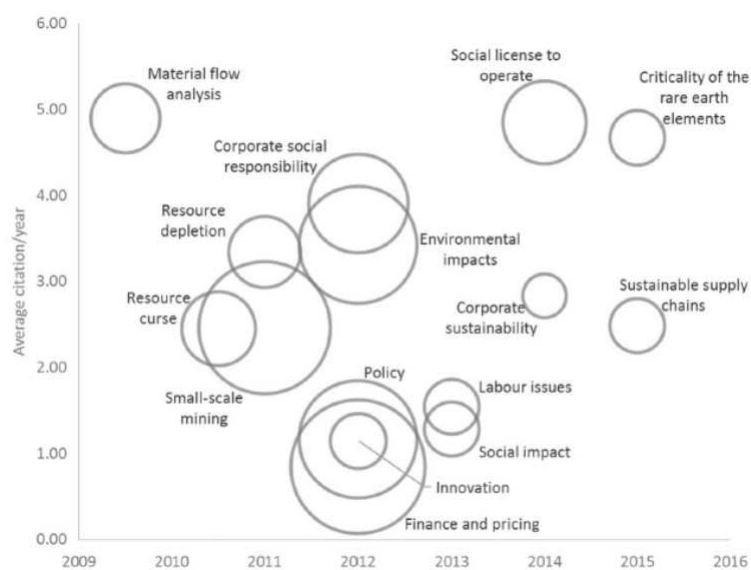 6.00
Social license to
operate
Material flow
analysis
Criticality of the
rare earth
elements
5.00
Corporate social
responsibility
4.00
Resource
depletion
Environmental
impacts
3.00
Resource
curse
Corporate
sustainability
Sustainable supply
chains
2.00
Small-scale
mining
Policy
Labour issues
1.00
Social impact
Innovation
Finance and pricing
0.00
Average citation/year
2009 2010 2011 2012 2013 2014 2015 2016